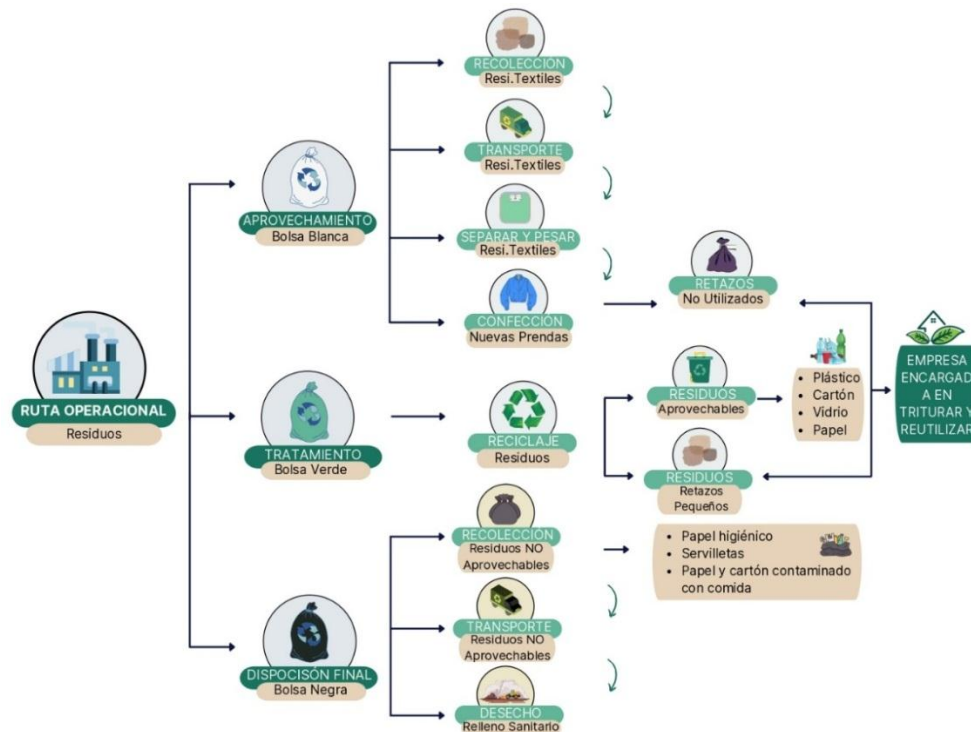 RECOLECCIÓN
Resi.Textiles
TRANSPORTE
Resi.Textiles
APROVECHAMIENTO
Bolsa Blanca
SEPARAR Y PESAR
Resi.Textiles
CONFECCIÓN
Nuevas Prendas
RETAZOS
No Utilizados
RUTA OPERACIONAL
Residuos
TRATAMIENTO
Bolsa Verde
RECICLAJE
Residuos
RESIDUOS
Aprovechables
• Plástico
• Cartón
• Vidrio
• Papel
RESIDUOS
Retazos
Pequeños
EMPRESA
ENCARGAD
A EN
TRITURAR Y
REUTILIZAR
DISPOCISÓN FINAL
Bolsa Negra
RECOLECCIÓN
Residuos NO
Aprovechables
• Papel higiénico
• Servilletas
• Papel y cartón contaminado
con comida
TRANSPORTE
Residuos NO
Aprovechables
DESECHO
Relleno Sanitario